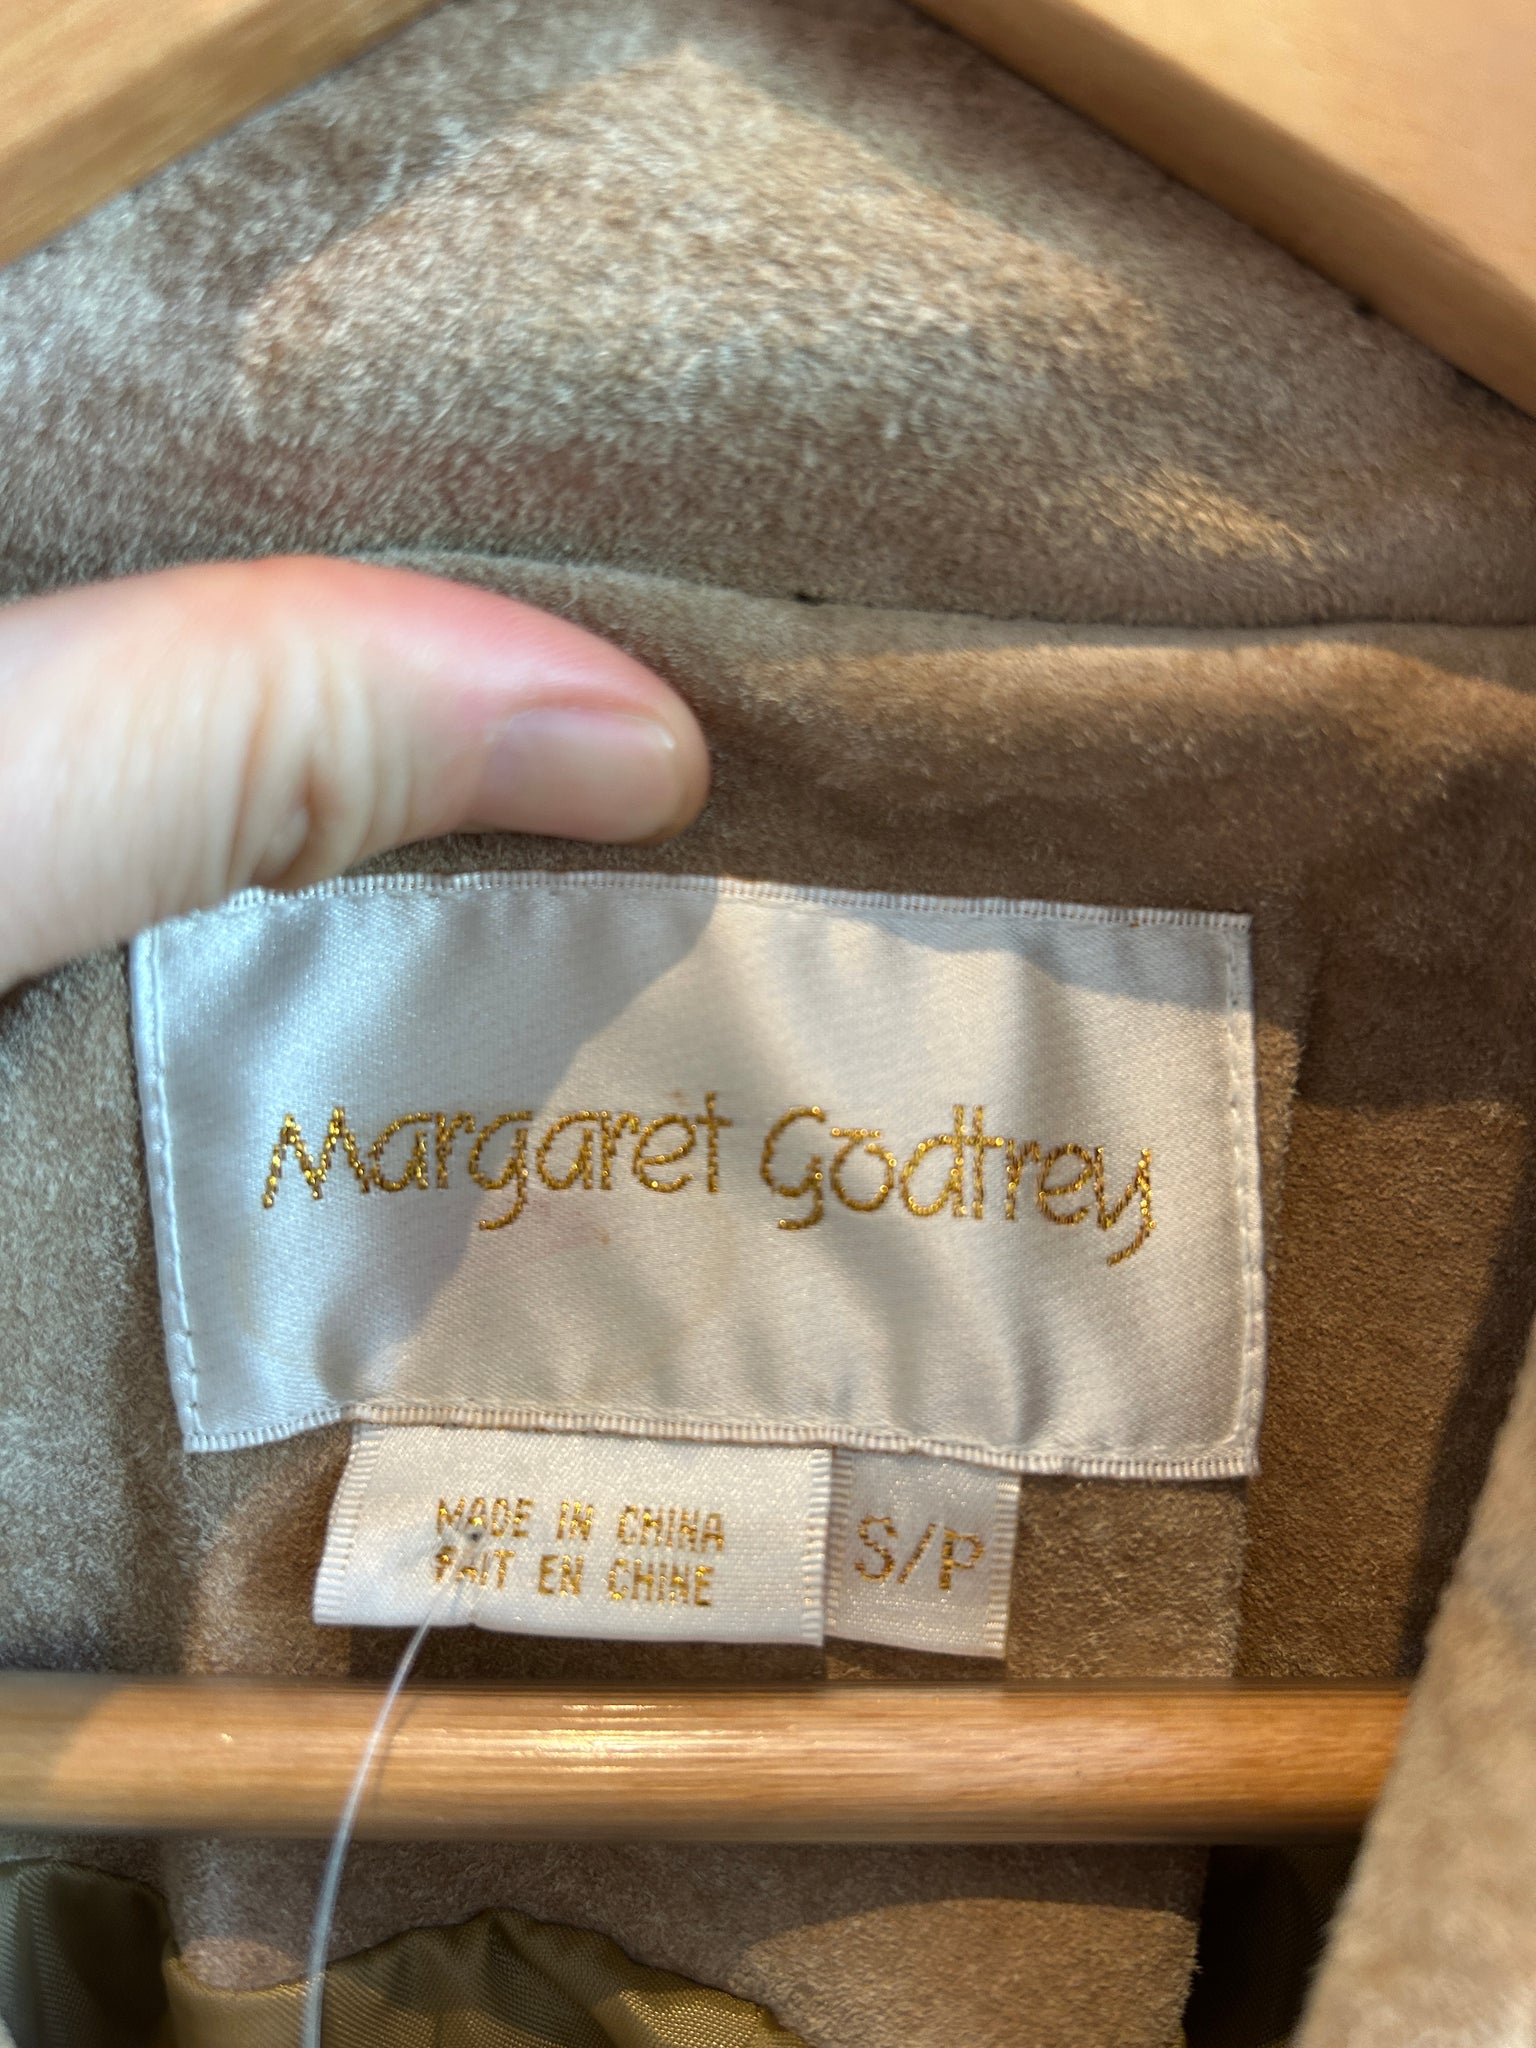 Margaret Godfrey
MADE IN CHINA
FAIT EN CHINE
S/P